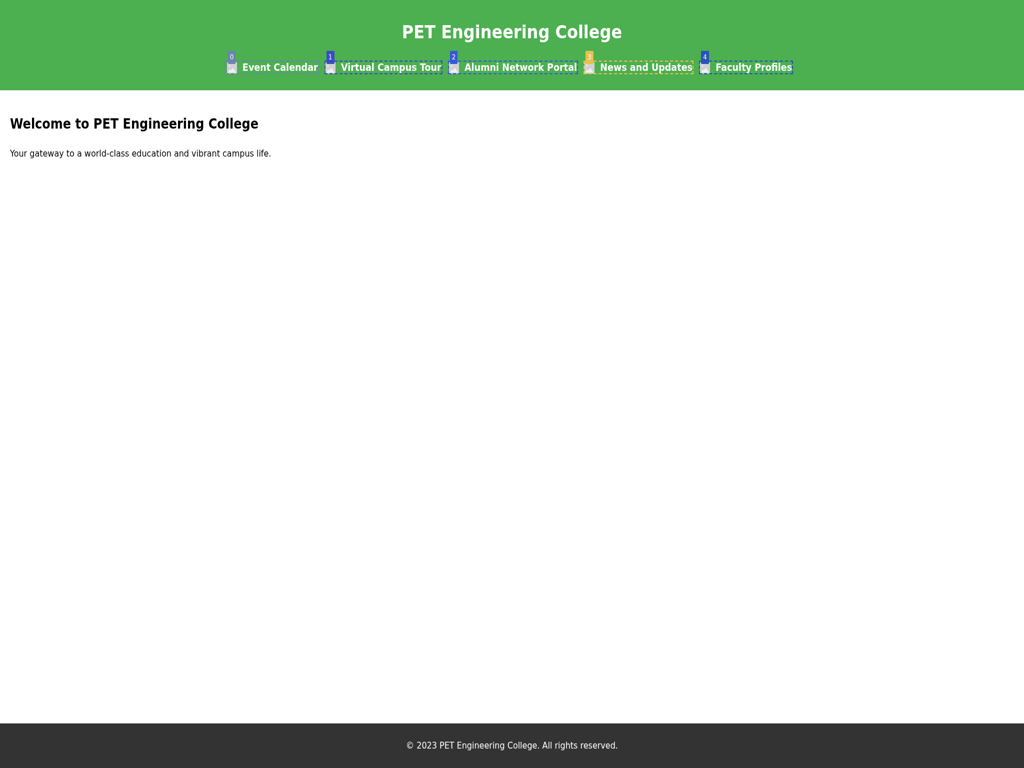 PET Engineering College
0 1 2 3 4
Event Calendar Virtual Campus Tour Alumni Network Portal News and Updates Faculty Profiles
Welcome to PET Engineering College
Your gateway to a world-class education and vibrant campus life.
© 2023 PET Engineering College. All rights reserved.